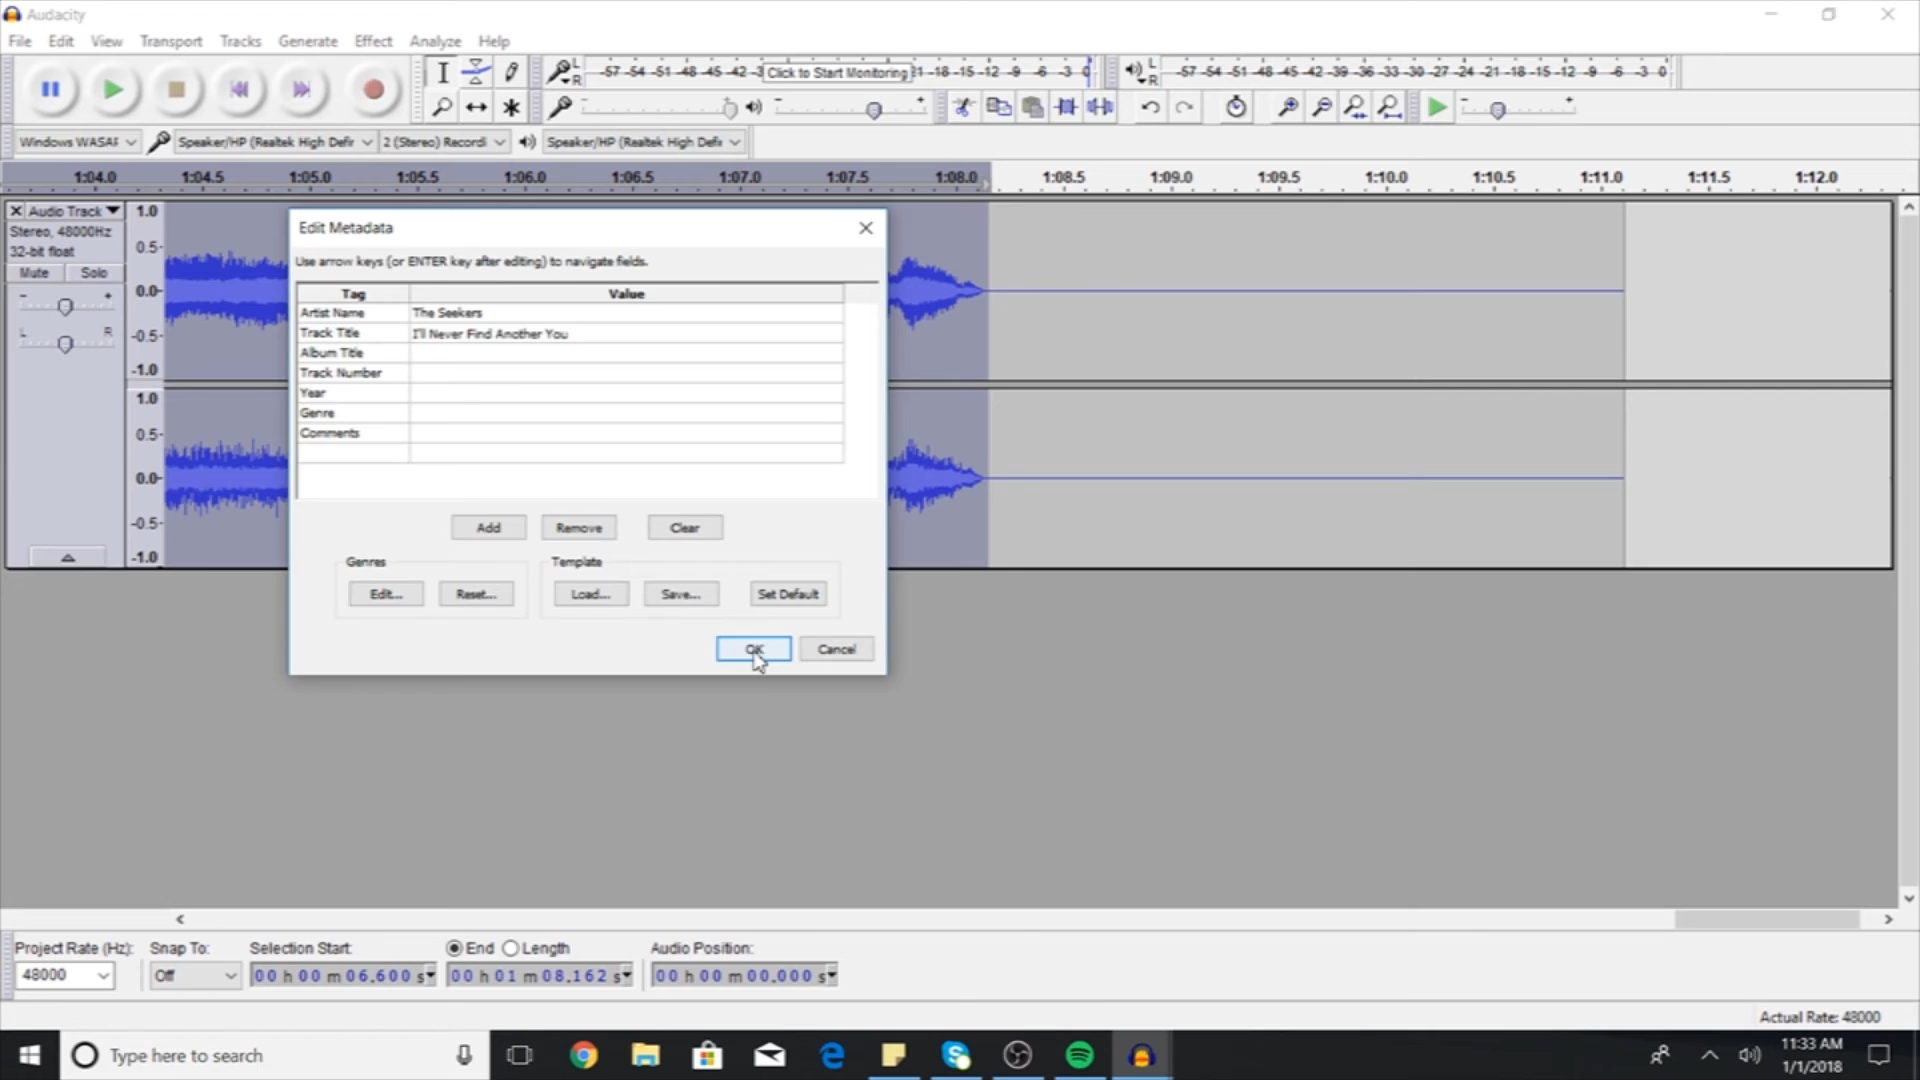 Audacity
File Edit View Transport Tracks Generate Effect Analyze Help
L R -57 -54 -51 -48 -45 -42 -3 Click to Start Monitoring 1 -18 -15 -12 -9 -6 -3 0 L R -57 -54 -51 -48 -45 -42 -39 -36 -33 -30 -27 -24 -21 -18 -15 -12 -9 -6 -3 0
Windows WASAPI Speaker/HP (Realtek High Defir 2 (Stereo) Recordi Speaker/HP (Realtek High Defir
1:04.0 1:04.5 1:05.0 1:05.5 1:06.0 1:06.5 1:07.0 1:07.5 1:08.0 1:08.5 1:09.0 1:09.5 1:10.0 1:10.5 1:11.0 1:11.5 1:12.0
X Audio Track 1.0
Stereo, 48000Hz
32-bit float 0.5-
Mute Solo
- + 0.0-
L R -0.5-
-1.0
1.0
0.5-
0.0-
-0.5-
-1.0
Edit Metadata
Use arrow keys (or ENTER key after editing) to navigate fields.
Tag Value
Artist Name The Seekers
Track Title I'll Never Find Another You
Album Title
Track Number
Year
Genre
Comments
Add Remove Clear
Genres Template
Edit... Reset... Load... Save... Set Default
OK Cancel
Project Rate (Hz): Snap To: Selection Start: End Length Audio Position:
48000 Off 00 h 00 m 06.600 s 00 h 01 m 08.162 s 00 h 00 m 00.000 s
Actual Rate: 48000
Type here to search
11:33 AM
1/1/2018